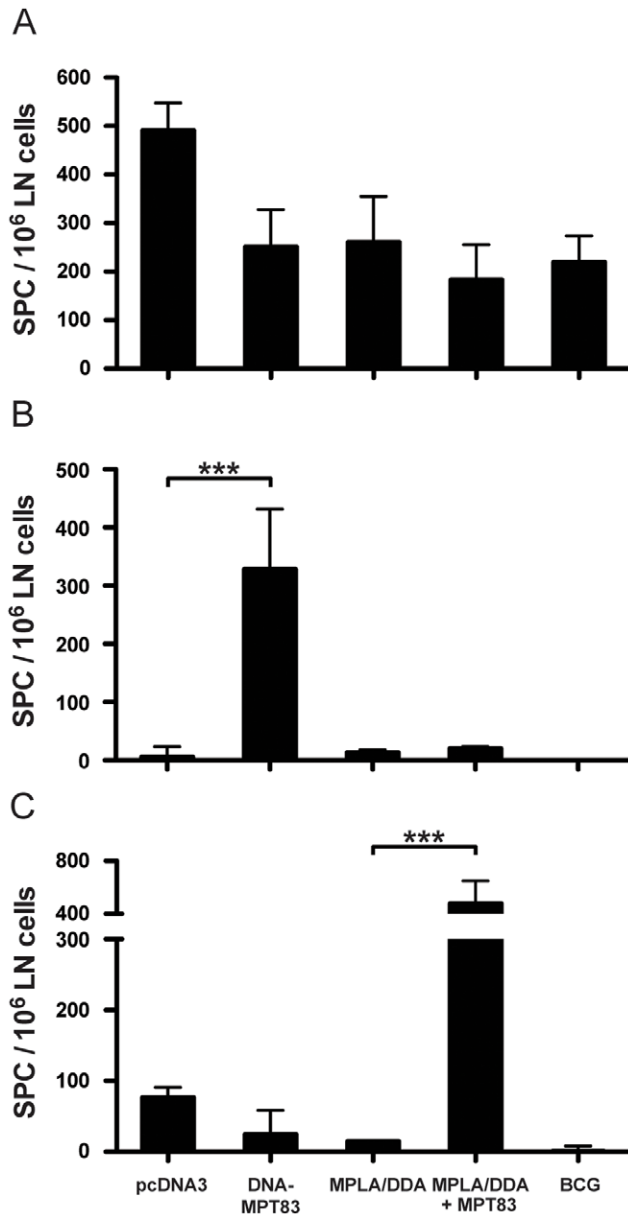 A
SPC / 10⁶ LN cells
600
500
400
300
200
100
0
B
SPC / 10⁶ LN cells
500
400
300
200
100
0
***
C
SPC / 10⁶ LN cells
800
400
300
200
100
0
***
pcDNA3
DNA-
MPT83
MPLA/DDA
MPLA/DDA
+ MPT83
BCG